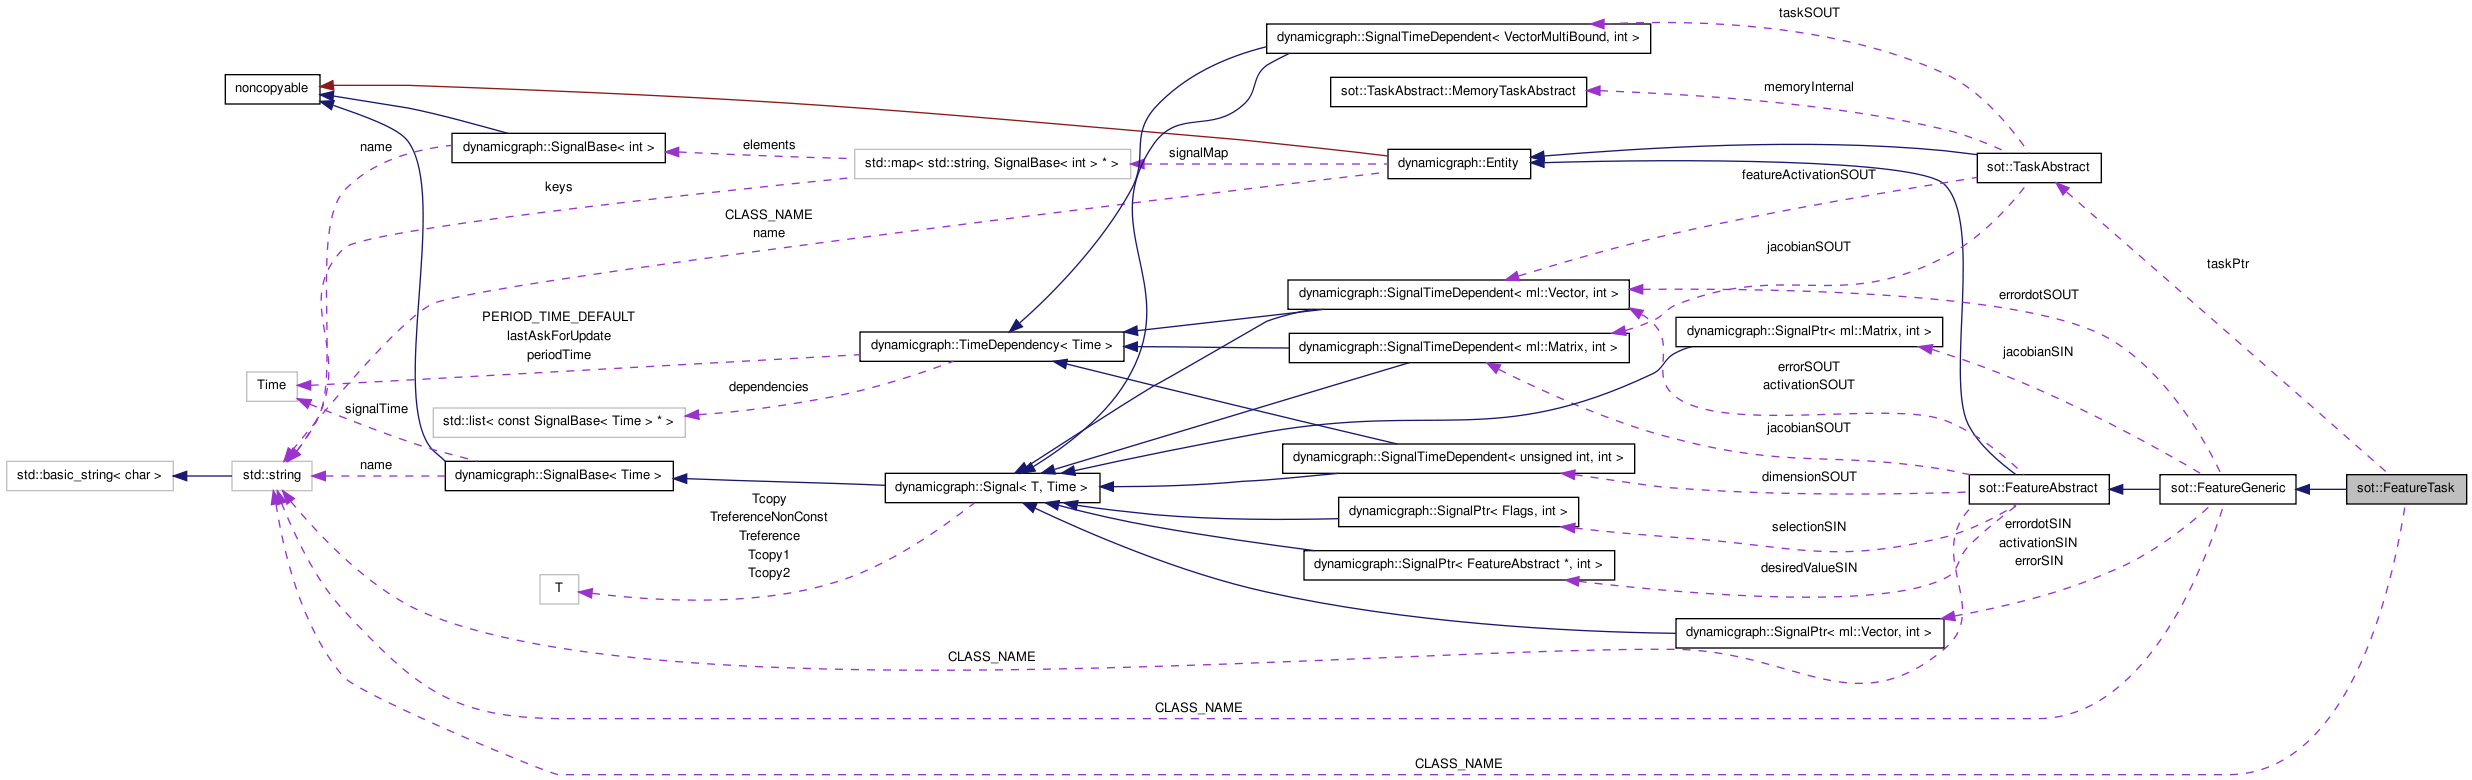 taskSOUT
dynamicgraph::SignalTimeDependent< VectorMultiBound, int >
noncopyable
memoryInternal
sot::TaskAbstract::MemoryTaskAbstract
name
dynamicgraph::SignalBase< int >
elements
std::map< std::string, SignalBase< int > * >
signalMap
dynamicgraph::Entity
sot::TaskAbstract
keys
featureActivationSOUT
CLASS_NAME
name
jacobianSOUT
taskPtr
dynamicgraph::SignalTimeDependent< ml::Vector, int >
errordotSOUT
PERIOD_TIME_DEFAULT
lastAskForUpdate
periodTime
dynamicgraph::TimeDependency< Time >
dynamicgraph::SignalTimeDependent< ml::Matrix, int >
dynamicgraph::SignalPtr< ml::Matrix, int >
jacobianSIN
errorSOUT
activationSOUT
Time
dependencies
signalTime
std::list< const SignalBase< Time > * >
jacobianSOUT
dynamicgraph::SignalTimeDependent< unsigned int, int >
std::basic_string< char >
std::string
name
dynamicgraph::SignalBase< Time >
dynamicgraph::Signal< T, Time >
dimensionSOUT
sot::FeatureAbstract
sot::FeatureGeneric
sot::FeatureTask
Tcopy
TreferenceNonConst
Treference
Tcopy1
Tcopy2
dynamicgraph::SignalPtr< Flags, int >
selectionSIN
errordotSIN
activationSIN
errorSIN
dynamicgraph::SignalPtr< FeatureAbstract *, int >
desiredValueSIN
T
dynamicgraph::SignalPtr< ml::Vector, int >
CLASS_NAME
CLASS_NAME
CLASS_NAME